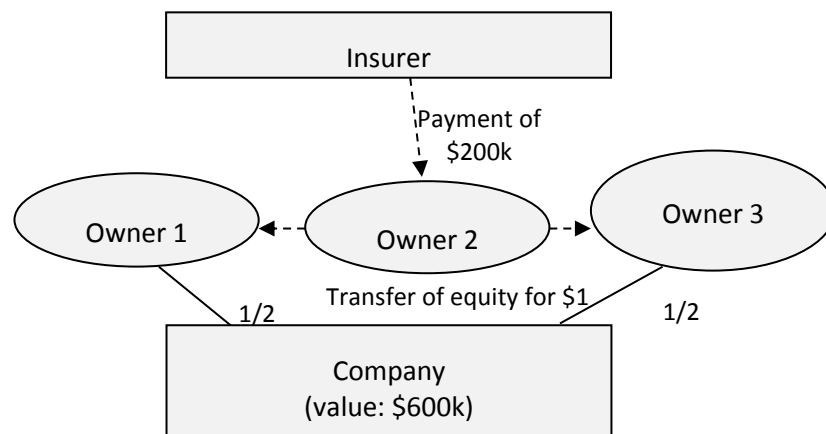 Insurer
Payment of
$200k
Owner 1
Owner 2
Owner 3
Transfer of equity for $1
1/2
1/2
Company
(value: $600k)